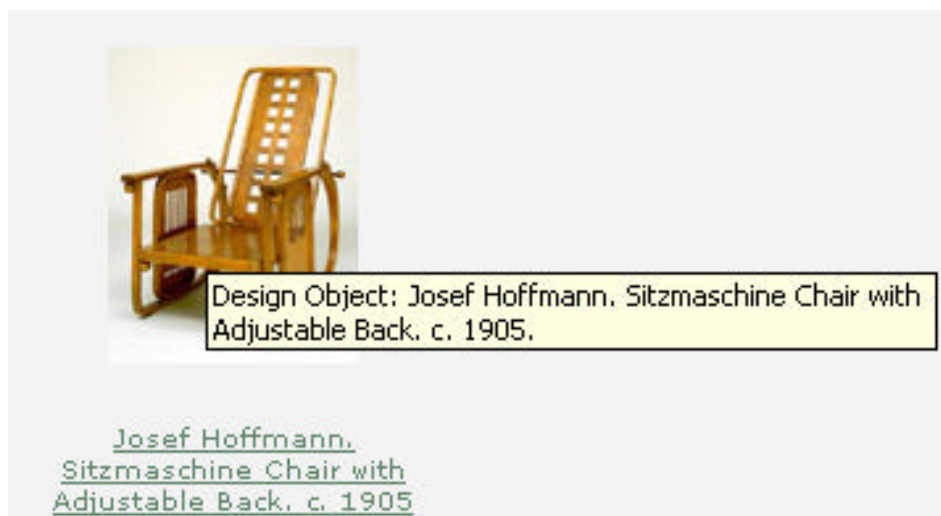 Design Object: Josef Hoffmann. Sitzmaschine Chair with
Adjustable Back. c. 1905.
Josef Hoffmann.
Sitzmaschine Chair with
Adjustable Back. c. 1905